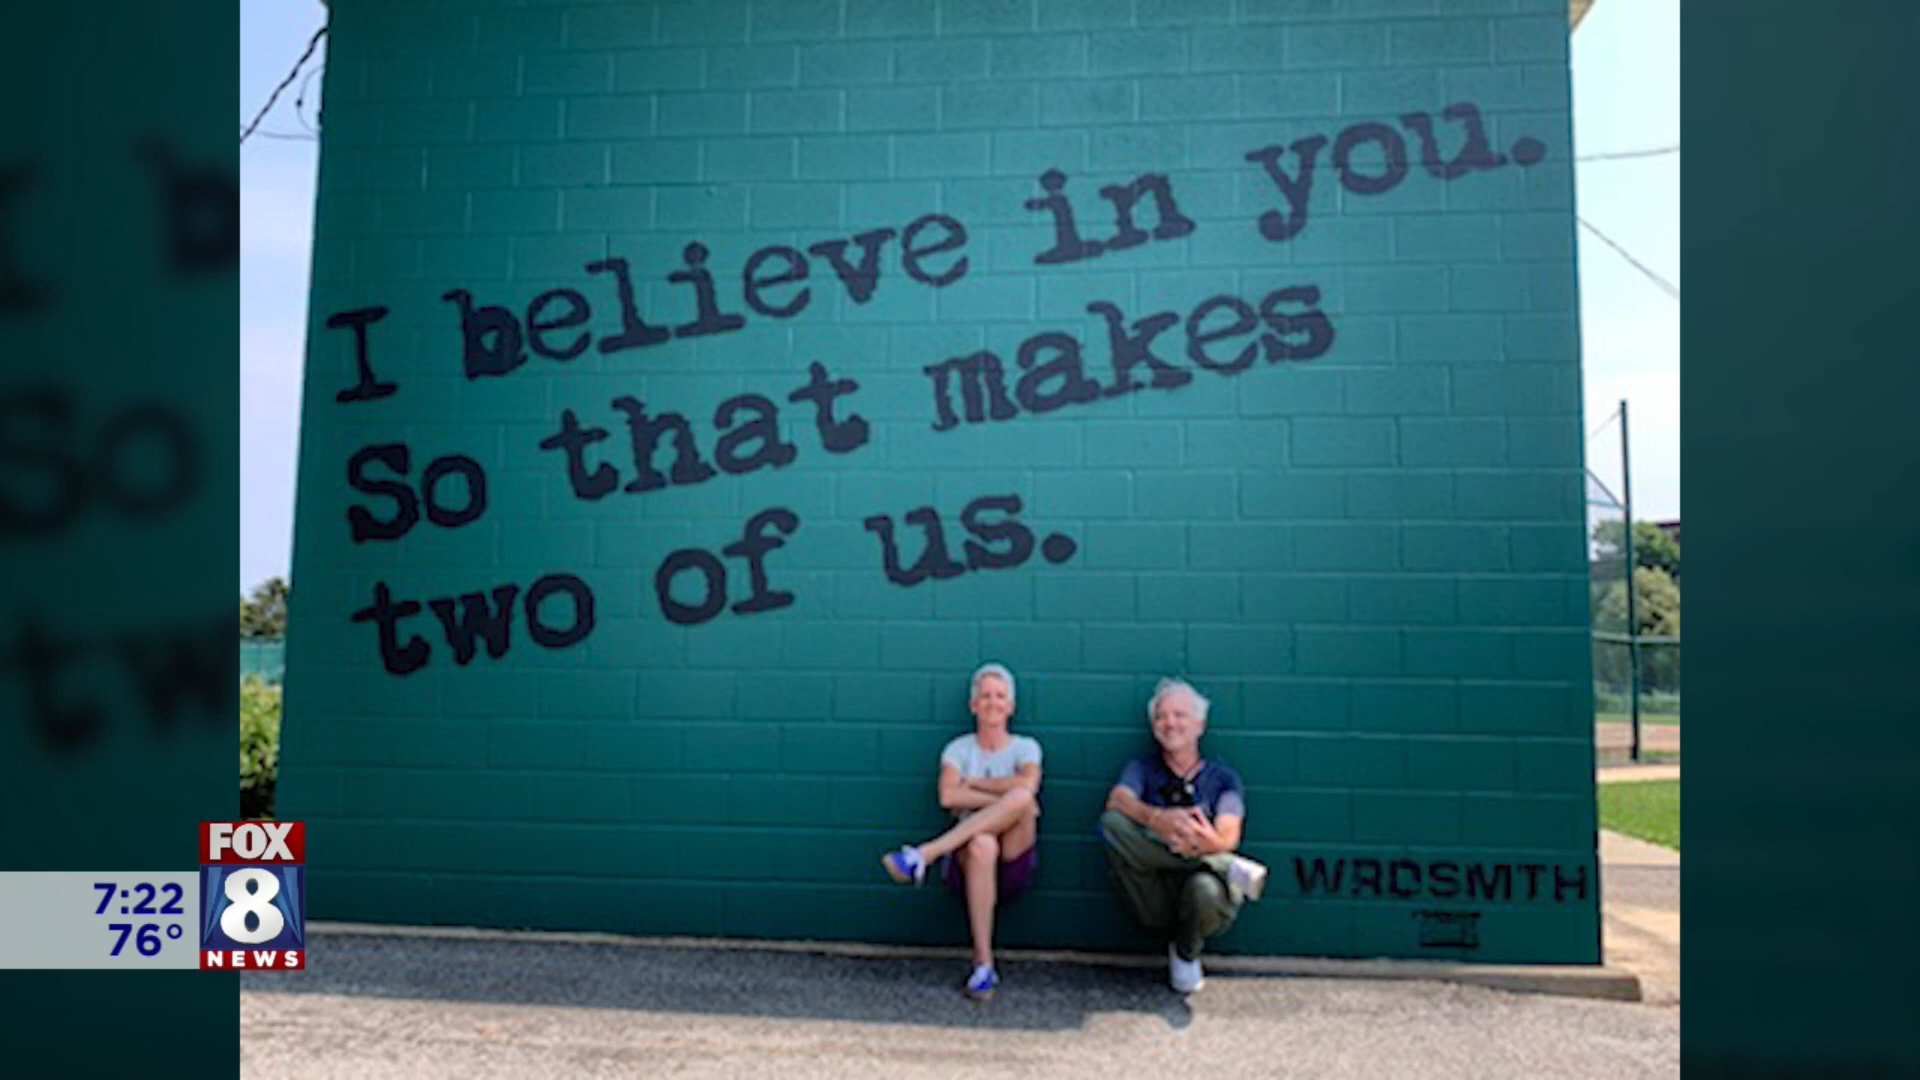 I believe in you.
So that makes
two of us.
WRDSMTH
7:22
76°
FOX
8
NEWS